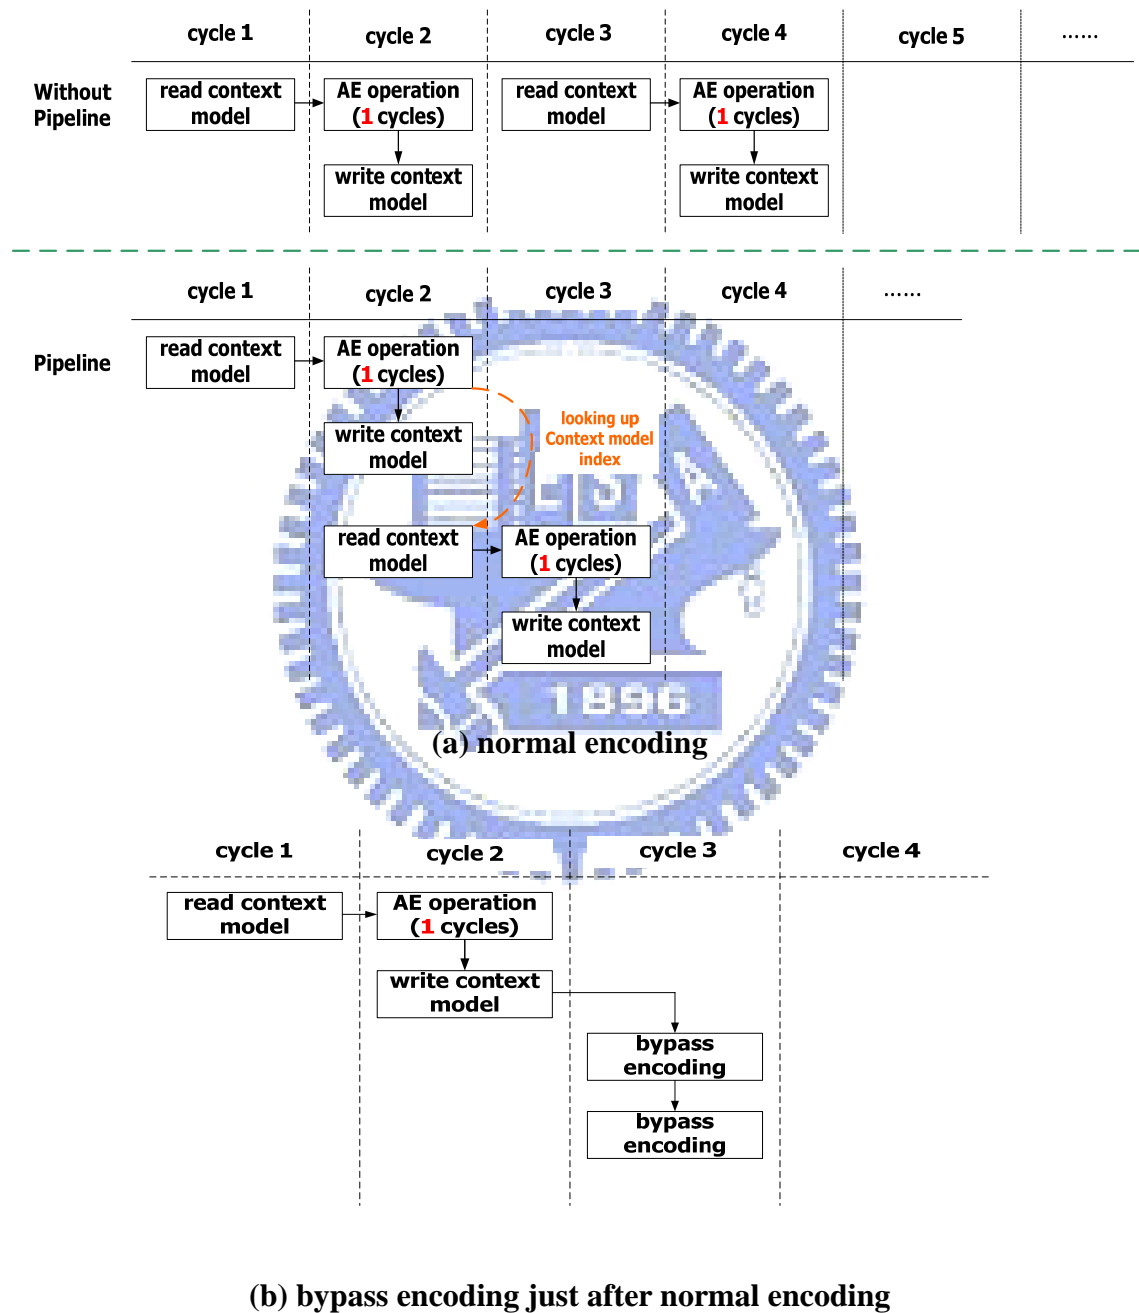 cycle 1 cycle 2 cycle 3 cycle 4 cycle 5 ......
Without
Pipeline
read context
model
AE operation
(1 cycles)
read context
model
AE operation
(1 cycles)
write context
model
write context
model
cycle 1 cycle 2 cycle 3 cycle 4 ......
Pipeline
read context
model
AE operation
(1 cycles)
looking up
Context model
index
write context
model
read context
model
AE operation
(1 cycles)
write context
model
1896
(a) normal encoding
cycle 1 cycle 2 cycle 3 cycle 4
read context
model
AE operation
(1 cycles)
write context
model
bypass
encoding
bypass
encoding
(b) bypass encoding just after normal encoding